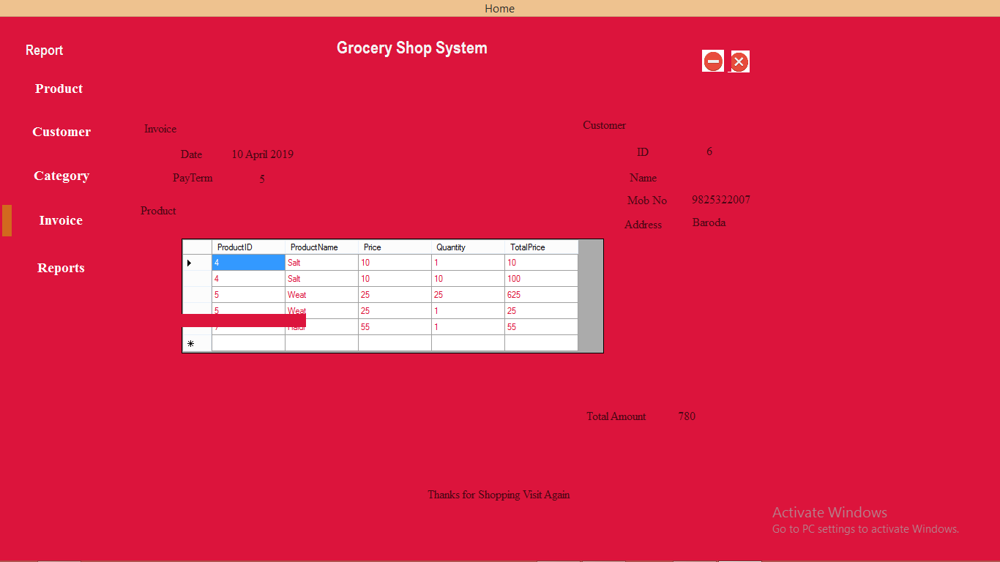 Home
Report
Grocery Shop System
Product
Customer
Category
Invoice
Reports
Invoice
Date 10 April 2019
PayTerm 5
Product
Customer
ID 6
Name
Mob No 9825322007
Address Baroda
ProductID ProductName Price Quantity TotalPrice
4 Salt 10 1 10
4 Salt 10 10 100
5 Weat 25 25 625
5 Weat 25 1 25
55 1 55
Total Amount 780
Thanks for Shopping Visit Again
Activate Windows
Go to PC settings to activate Windows.